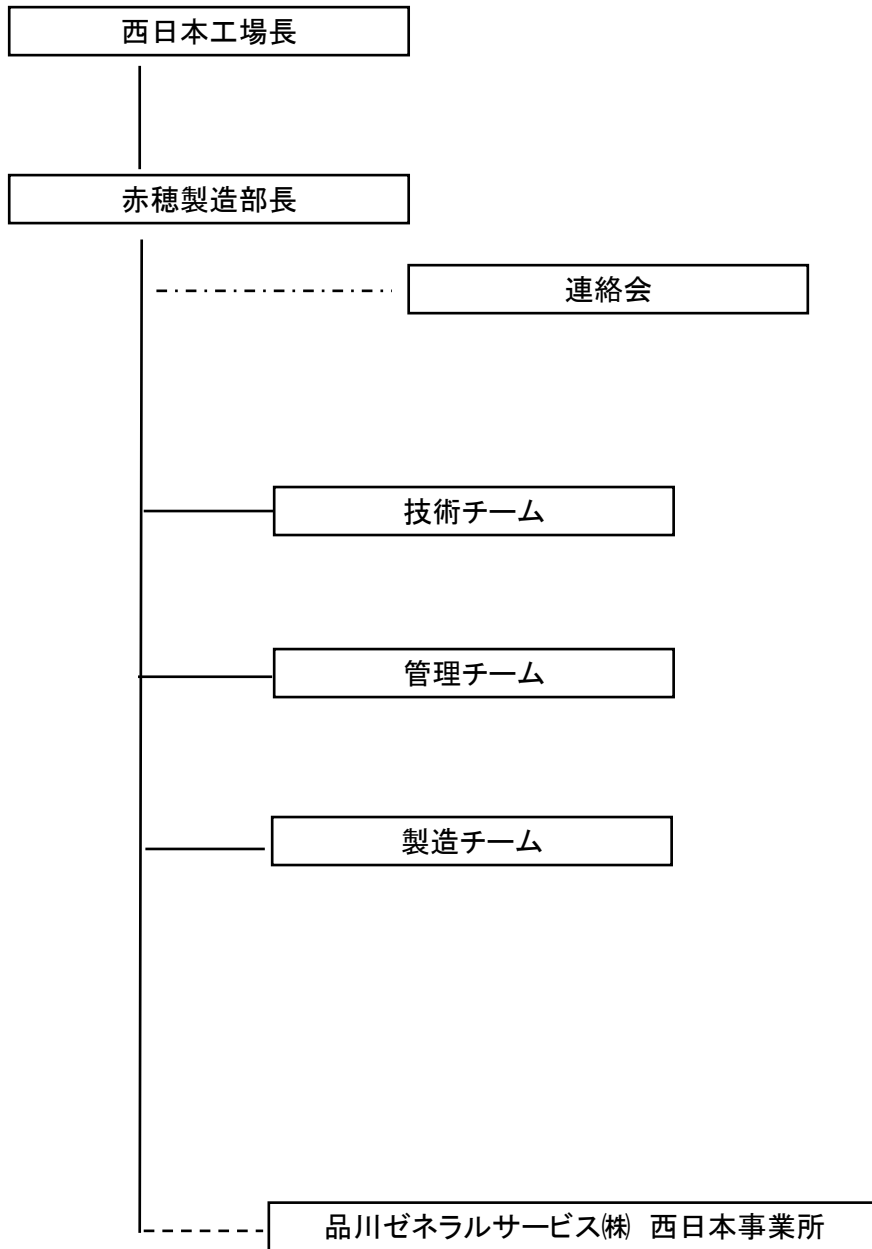 西日本工場長
赤穂製造部長
連絡会
技術チーム
管理チーム
製造チーム
品川ゼネラルサービス㈱ 西日本事業所